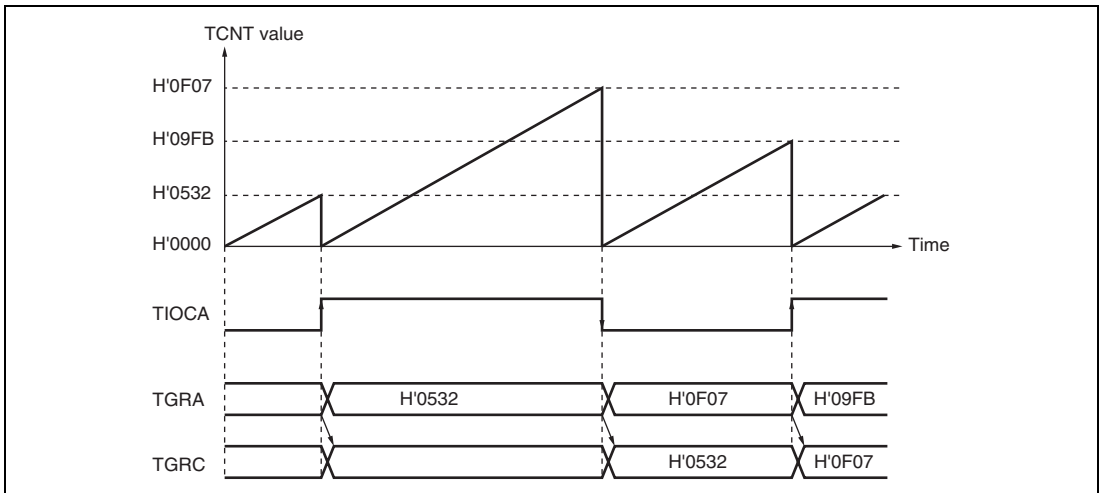 TCNT value
H'0F07
H'09FB
H'0532
H'0000
Time
TIOCA
TGRA H'0532 H'0F07 H'09FB
TGRC H'0532 H'0F07